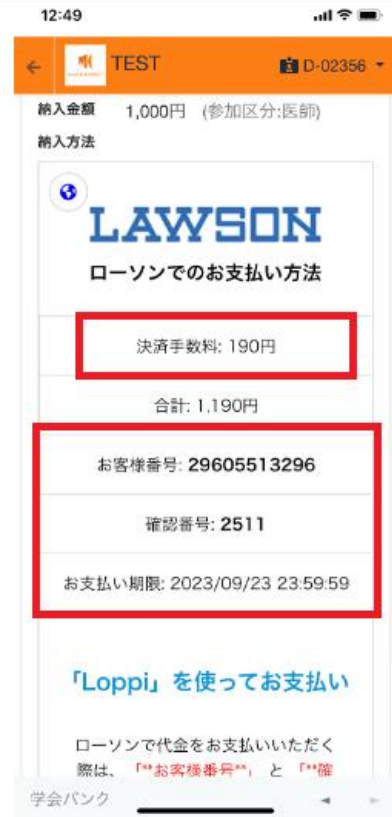 12:49
TEST
D-02356
納入金額 1,000円 (参加区分:医師)
納入方法
LAWSON
ローソンでのお支払い方法
決済手数料: 190円
合計: 1,190円
お客様番号: 29605513296
確認番号: 2511
お支払い期限: 2023/09/23 23:59:59
「Loppi」を使ってお支払い
ローソンで代金をお支払いいただく
際は、「**お客様番号**」 と 「**確
学会バンク